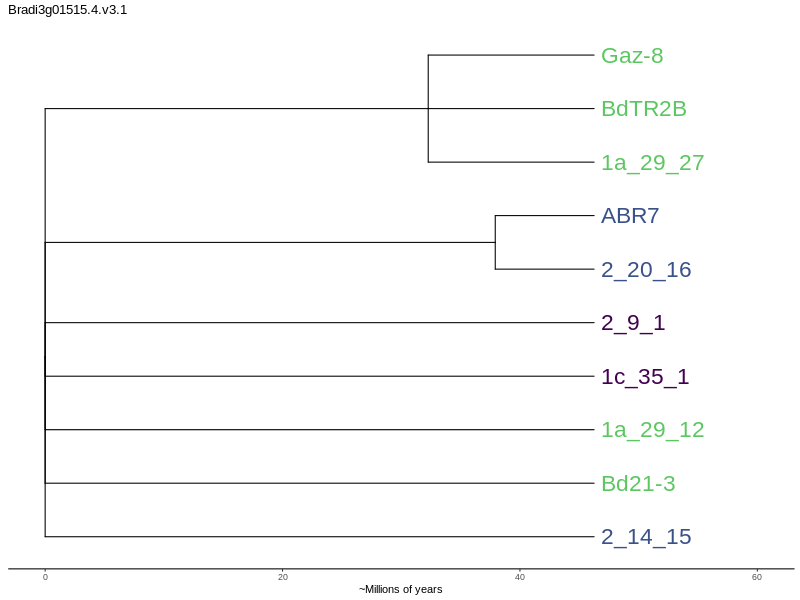 Bradi3g01515.4.v3.1
Gaz-8
BdTR2B
1a_29_27
ABR7
2_20_16
2_9_1
1c_35_1
1a_29_12
Bd21-3
2_14_15
0 20 40 60
~Millions of years